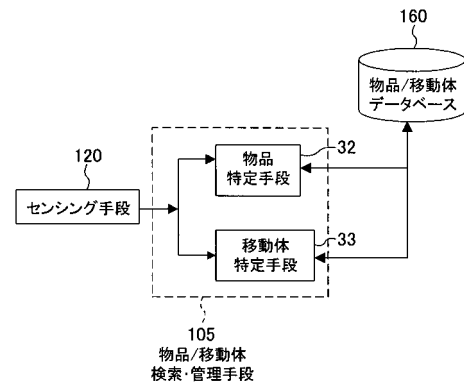 160
物品/移動体
データベース
120
センシング手段
32
物品
特定手段
33
移動体
特定手段
105
物品/移動体
検索・管理手段